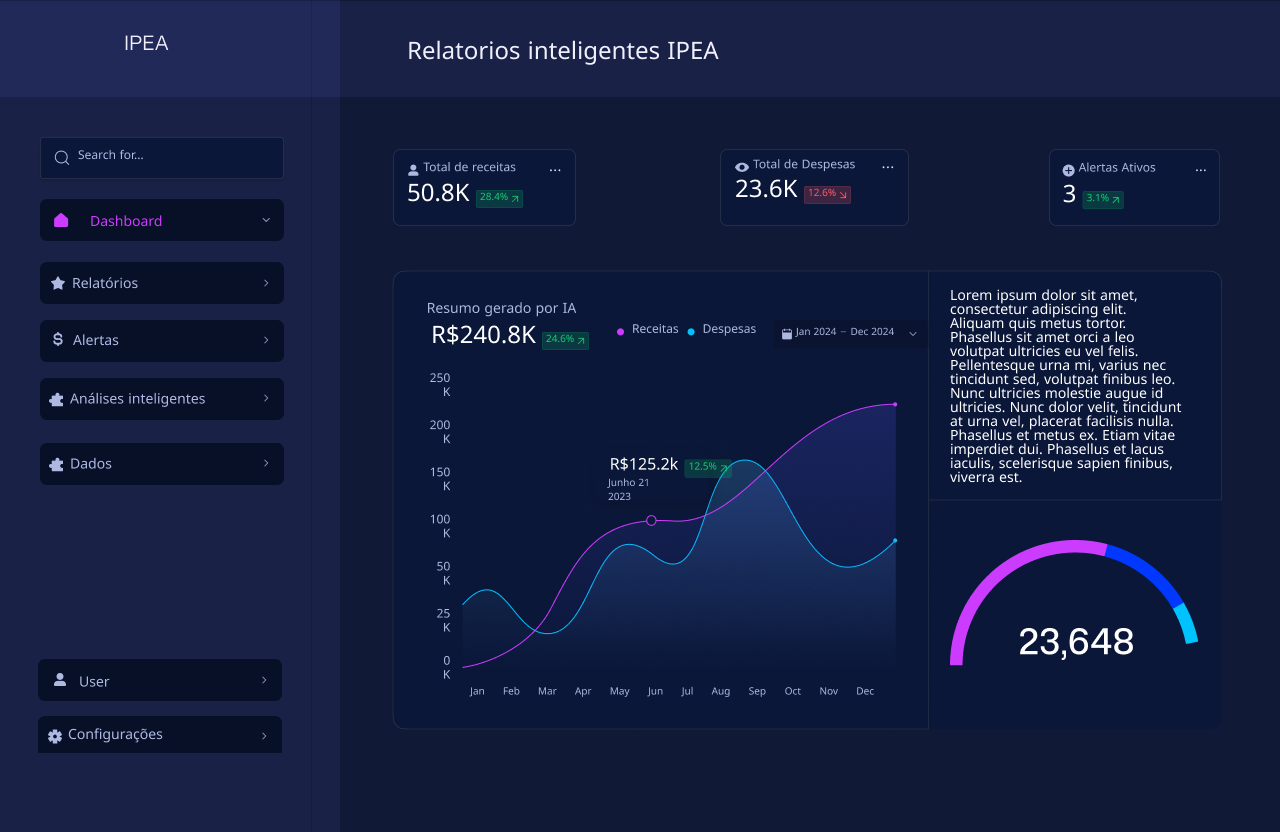 IPEA
Relatorios inteligentes IPEA
Search for...
Dashboard
Relatórios
$ Alertas
Análises inteligentes
Dados
User
Configurações
Total de receitas ...
50.8K 28.4%
Total de Despesas ...
23.6K 12.6%
Alertas Ativos ...
3 3.1%
Resumo gerado por IA
R$240.8K 24.6%
Receitas Despesas
Jan 2024 – Dec 2024
250
K
200
K
150
K
100
K
50
K
25
K
0
K
R$125.2k 12.5%
Junho 21
2023
Jan Feb Mar Apr May Jun Jul Aug Sep Oct Nov Dec
Lorem ipsum dolor sit amet,
consectetur adipiscing elit.
Aliquam quis metus tortor.
Phasellus sit amet orci a leo
volutpat ultricies eu vel felis.
Pellentesque urna mi, varius nec
tincidunt sed, volutpat finibus leo.
Nunc ultricies molestie augue id
ultricies. Nunc dolor velit, tincidunt
at urna vel, placerat facilisis nulla.
Phasellus et metus ex. Etiam vitae
imperdiet dui. Phasellus et lacus
iaculis, scelerisque sapien finibus,
viverra est.
23,648